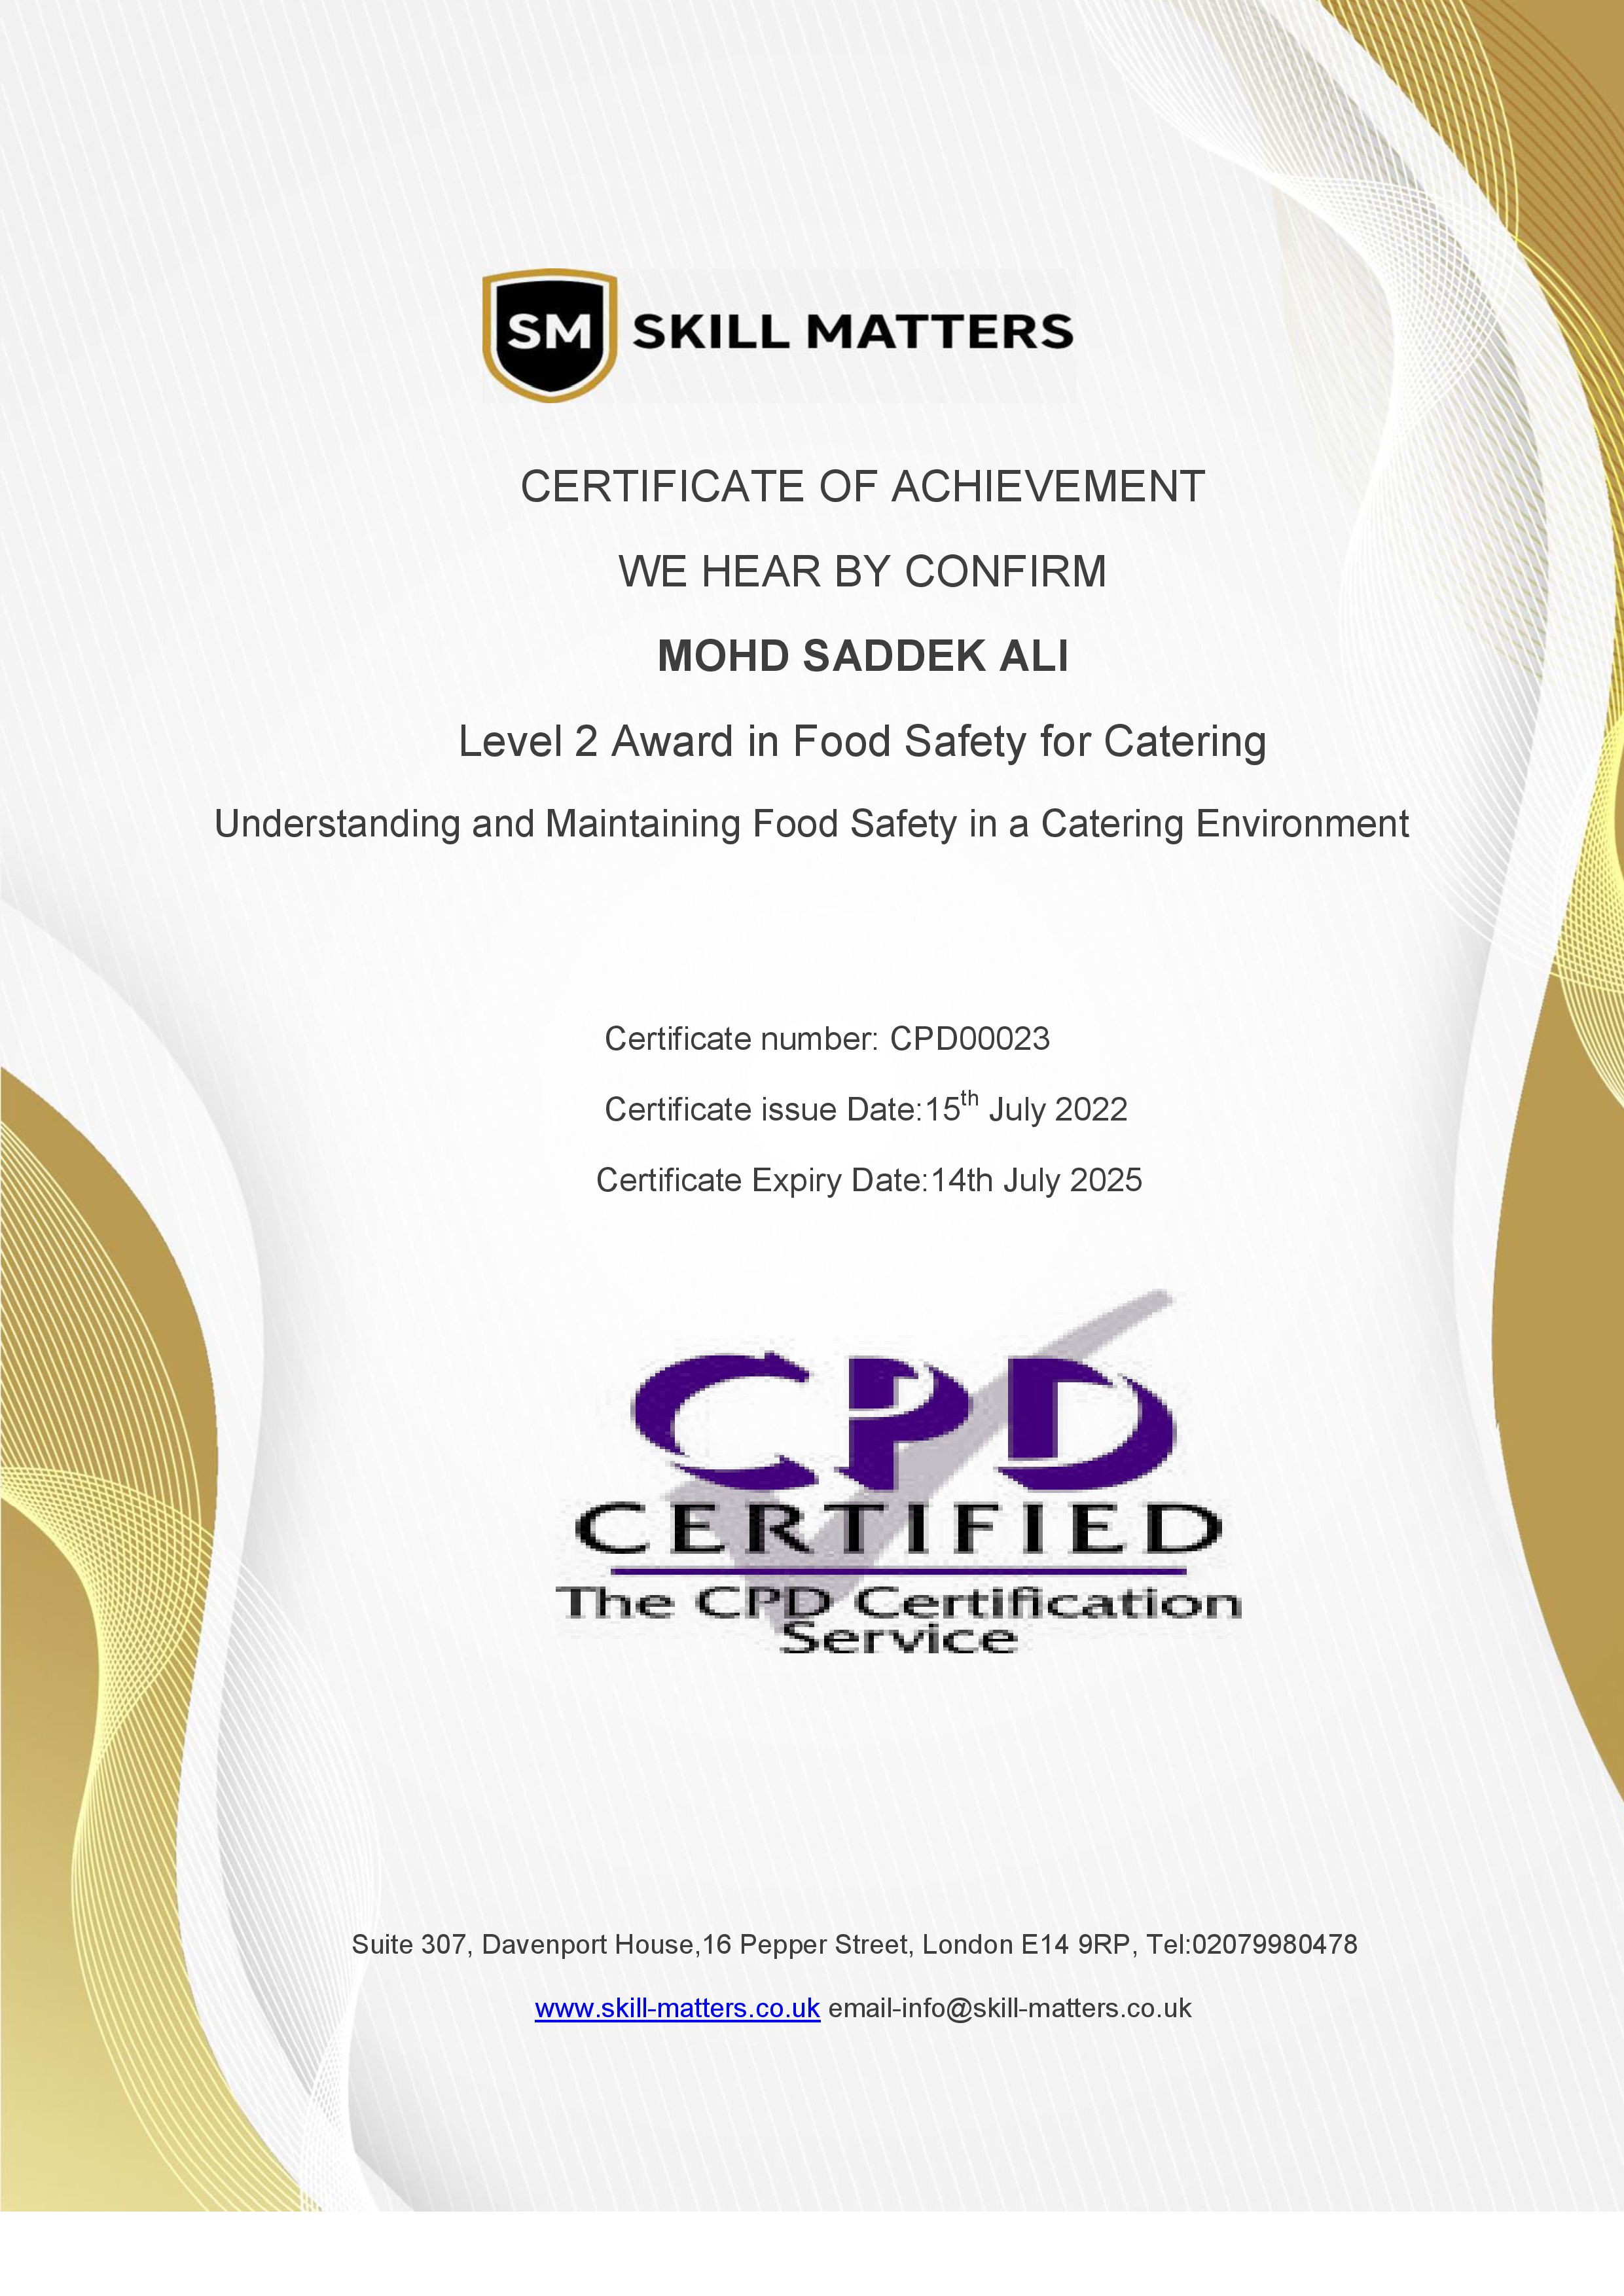 SM SKILL MATTERS
CERTIFICATE OF ACHIEVEMENT
WE HEAR BY CONFIRM
MOHD SADDEK ALI
Level 2 Award in Food Safety for Catering
Understanding and Maintaining Food Safety in a Catering Environment
Certificate number: CPD00023
Certificate issue Date:15th July 2022
Certificate Expiry Date:14th July 2025
CPD
CERTIFIED
The CPD Certification
Service
Suite 307, Davenport House,16 Pepper Street, London E14 9RP, Tel:02079980478
www.skill-matters.co.uk email-info@skill-matters.co.uk